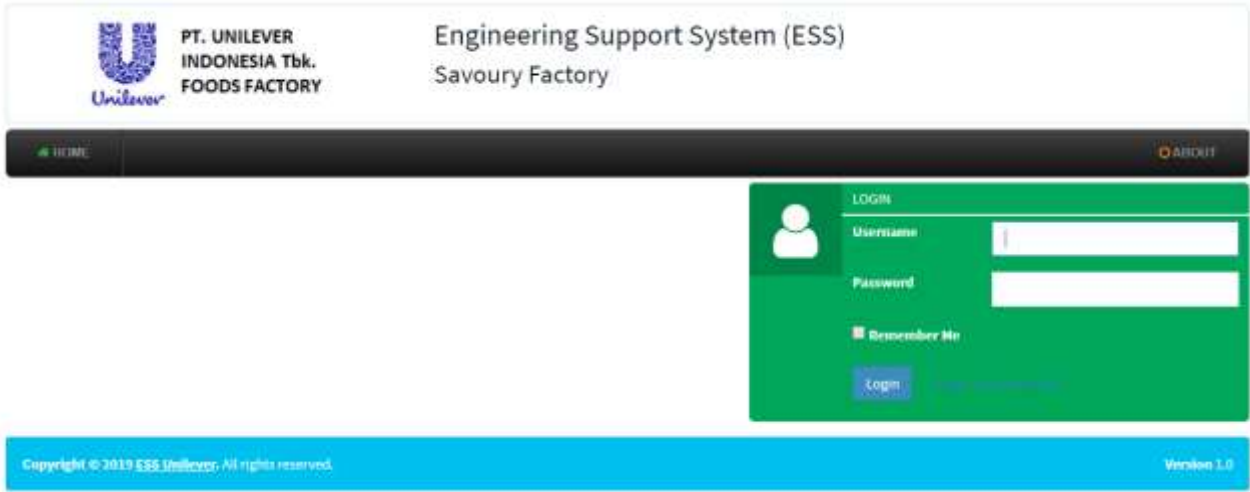 Unilever
PT. UNILEVER
INDONESIA Tbk.
FOODS FACTORY
Engineering Support System (ESS)
Savoury Factory
HOME
ABOUT
LOGIN
Username
Password
Remember Me
Login
Copyright © 2019 ESS Unilever. All rights reserved.
Version 1.0